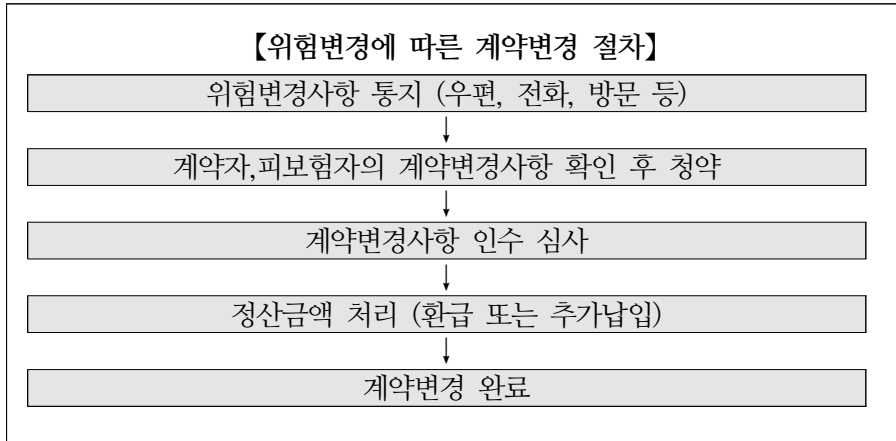 【위험변경에 따른 계약변경 절차】
위험변경사항 통지 (우편, 전화, 방문 등)
계약자,피보험자의 계약변경사항 확인 후 청약
계약변경사항 인수 심사
정산금액 처리 (환급 또는 추가납입)
계약변경 완료